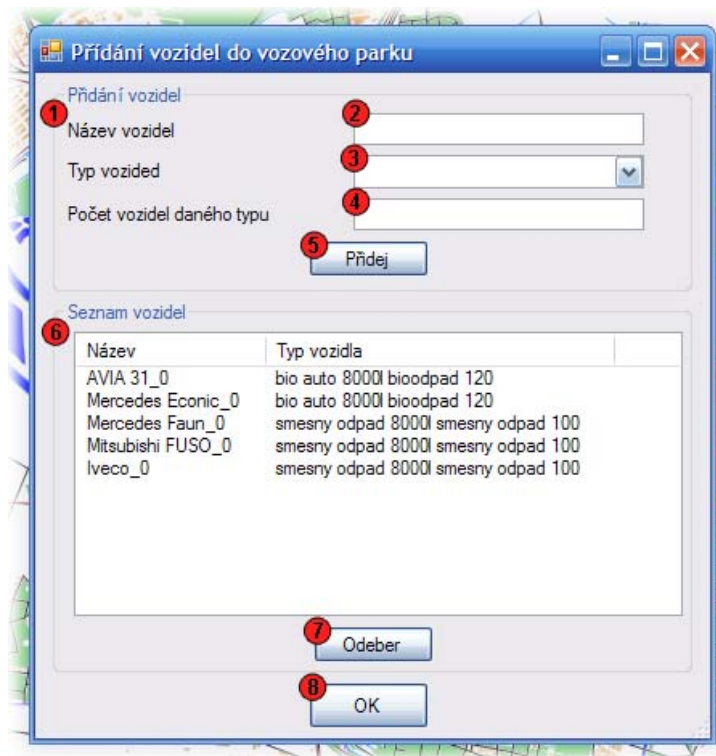 Přídání vozidel do vozového parku
Přidání vozidel
1
Název vozidel
2
Typ vozided
3
Počet vozidel daného typu
4
5
Přidej
Seznam vozidel
6
Název Typ vozidla
AVIA 31_0 bio auto 8000l bioodpad 120
Mercedes Econic_0 bio auto 8000l bioodpad 120
Mercedes Faun_0 smesny odpad 8000l smesny odpad 100
Mitsubishi FUSO_0 smesny odpad 8000l smesny odpad 100
Iveco_0 smesny odpad 8000l smesny odpad 100
7
Odeber
8
OK